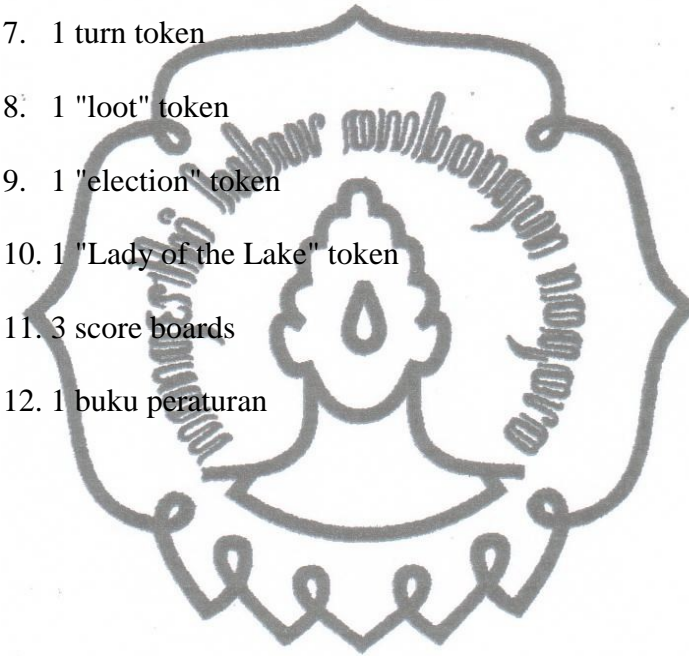 7. 1 turn token
8. 1 "loot" token
9. 1 "election" token
10. 1 "Lady of the Lake" token
11. 3 score boards
12. 1 buku peraturan